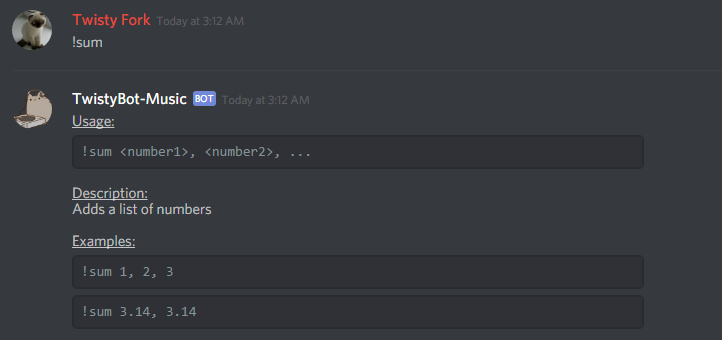 Twisty Fork Today at 3:12 AM
!sum
TwistyBot-Music BOT Today at 3:12 AM
Usage:
!sum <number1>, <number2>, ...
Description:
Adds a list of numbers
Examples:
!sum 1, 2, 3
!sum 3.14, 3.14